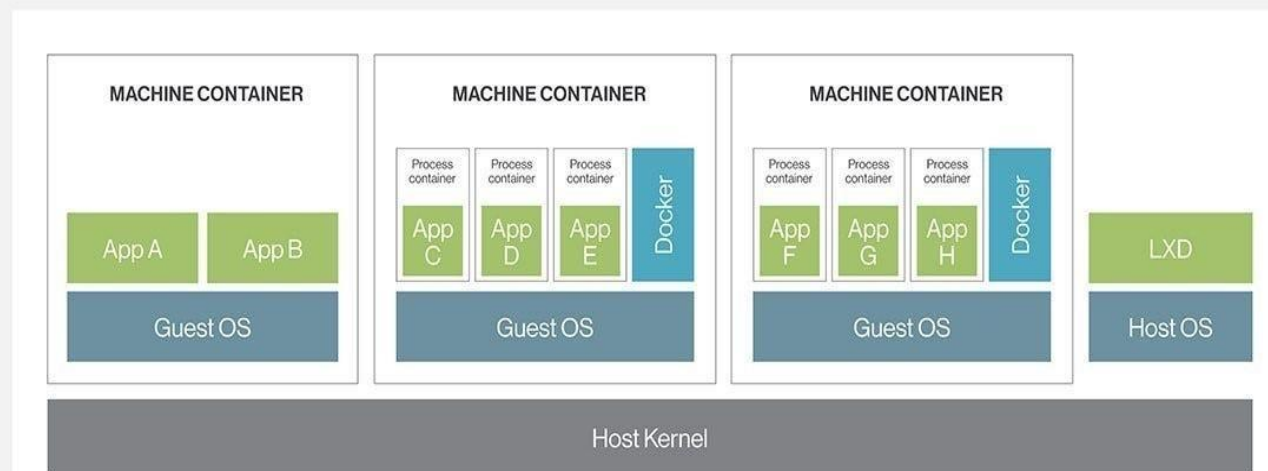 MACHINE CONTAINER
App A
App B
Guest OS
MACHINE CONTAINER
Process
container
App
C
Process
container
App
D
Process
container
App
E
Docker
Guest OS
MACHINE CONTAINER
Process
container
App
F
Process
container
App
G
Process
container
App
H
Docker
Guest OS
LXD
Host OS
Host Kernel